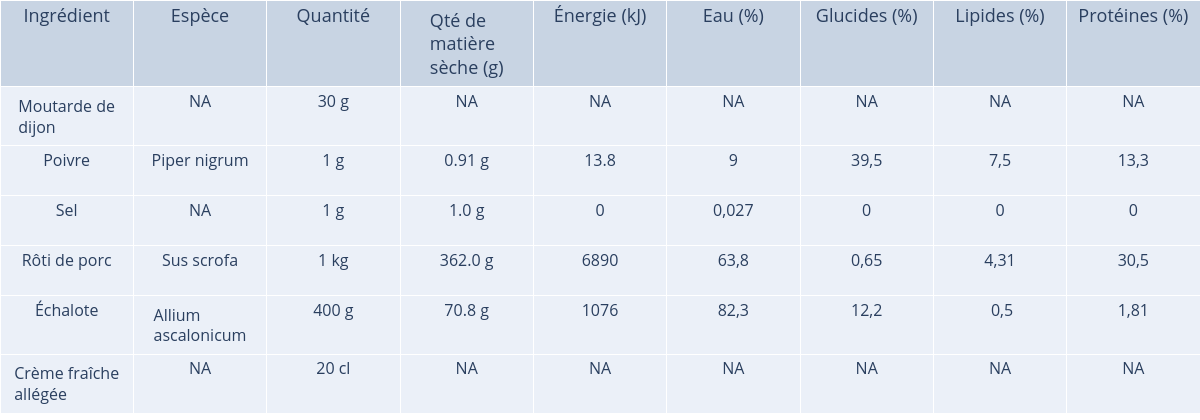 Ingrédient Espèce Quantité Qté de matière sèche (g) Énergie (kJ) Eau (%) Glucides (%) Lipides (%) Protéines (%)
Moutarde de dijon NA 30 g NA NA NA NA NA NA
Poivre Piper nigrum 1 g 0.91 g 13.8 9 39,5 7,5 13,3
Sel NA 1 g 1.0 g 0 0,027 0 0 0
Rôti de porc Sus scrofa 1 kg 362.0 g 6890 63,8 0,65 4,31 30,5
Échalote Allium ascalonicum 400 g 70.8 g 1076 82,3 12,2 0,5 1,81
Crème fraîche allégée NA 20 cl NA NA NA NA NA NA